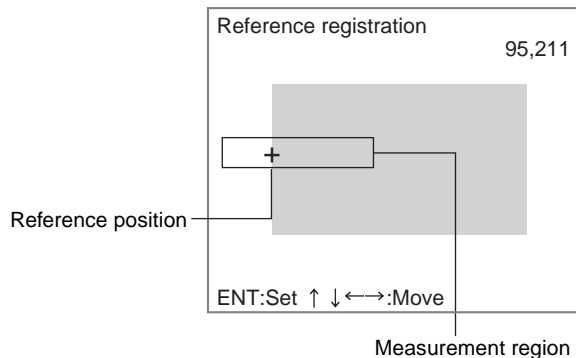 Reference registration
95,211
Reference position
ENT:Set ↑ ↓←→:Move
Measurement region